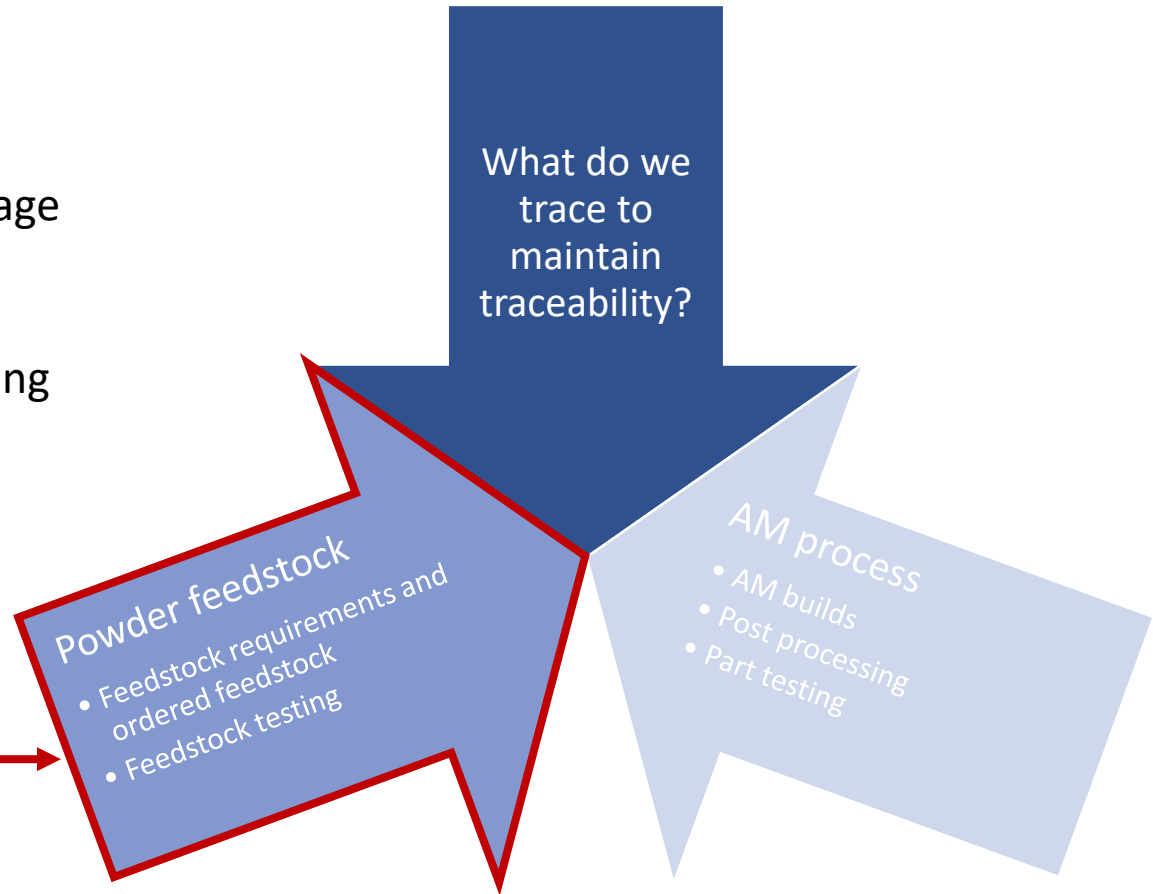 age
ng
What do we
trace to
maintain
traceability?
Powder feedstock
• Feedstock requirements and
ordered feedstock
• Feedstock testing
AM process
• AM builds
• Post processing
• Part testing